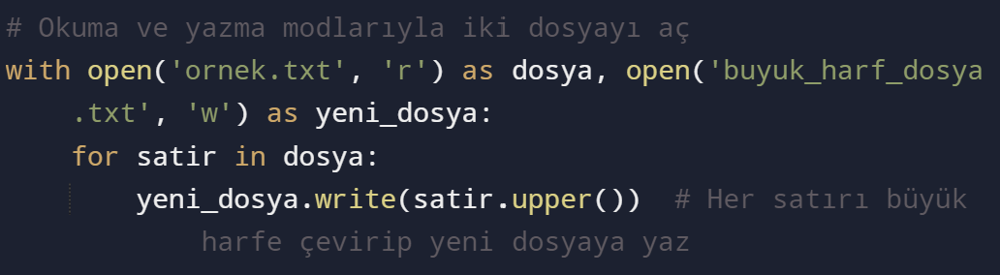 # Okuma ve yazma modlarıyla iki dosyayı aç
with open('ornek.txt', 'r') as dosya, open('buyuk_harf_dosya
.txt', 'w') as yeni_dosya:
for satir in dosya:
yeni_dosya.write(satir.upper())  # Her satırı büyük
harfe çevirip yeni dosyaya yaz